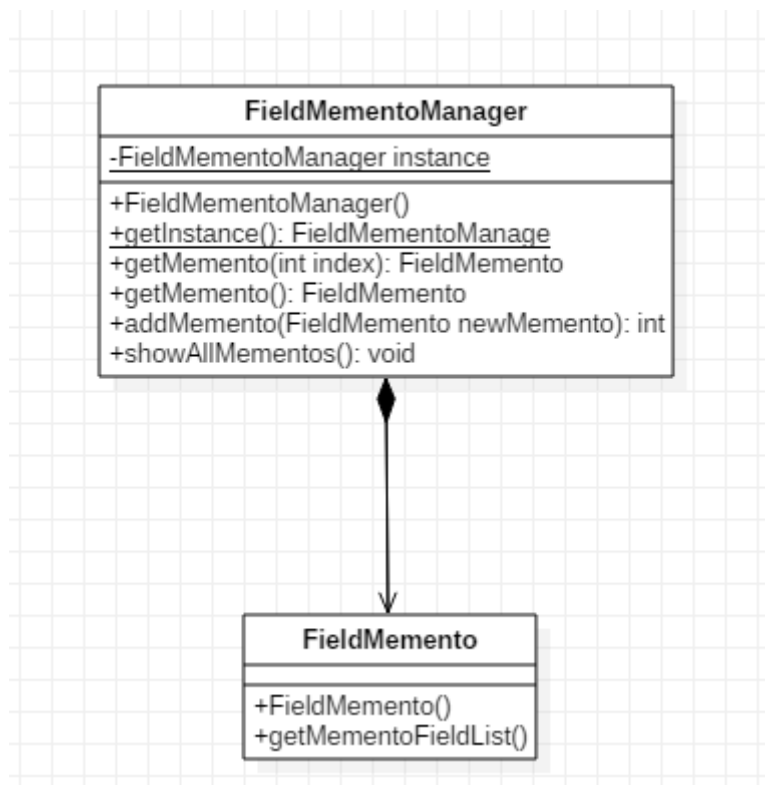 FieldMementoManager
-FieldMementoManager instance
+FieldMementoManager()
+getInstance(): FieldMementoManage
+getMemento(int index): FieldMemento
+getMemento(): FieldMemento
+addMemento(FieldMemento newMemento): int
+showAllMementos(): void
FieldMemento
+FieldMemento()
+getMementoFieldList()